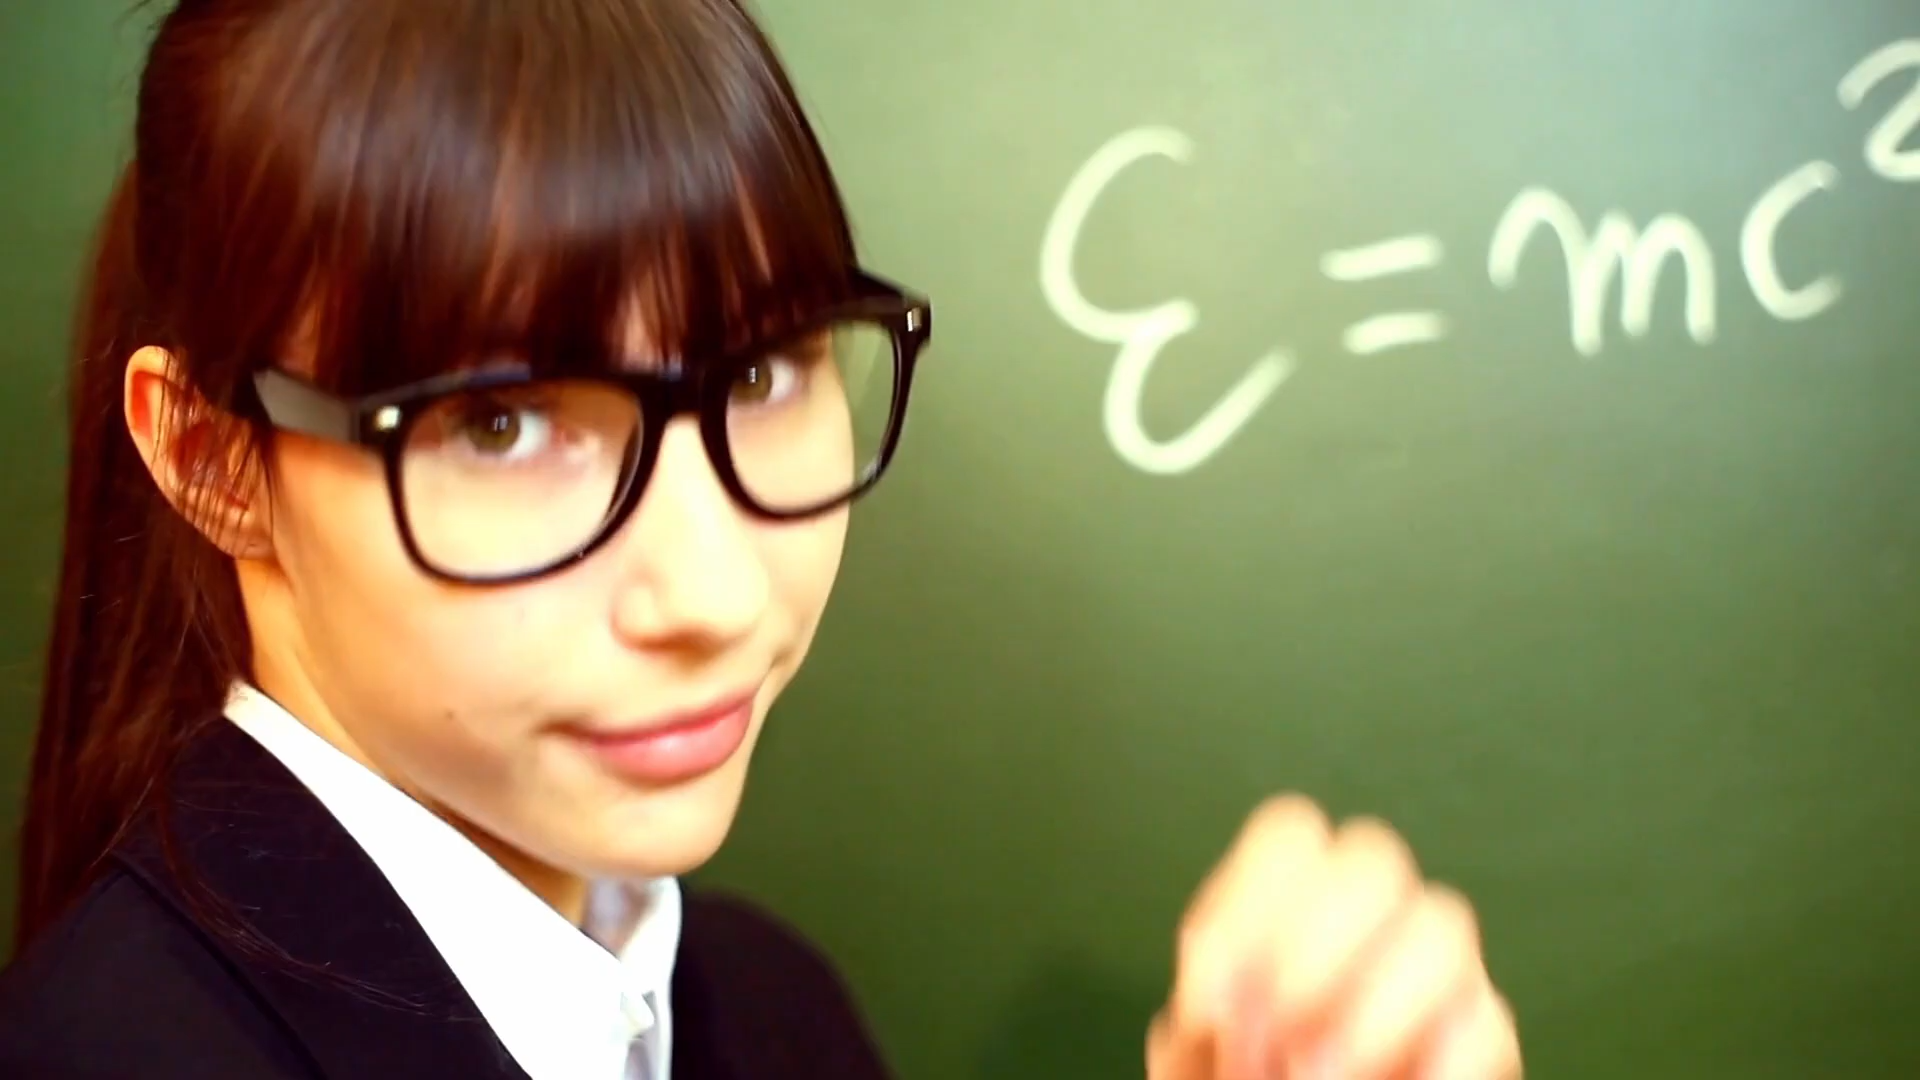 E = mc²